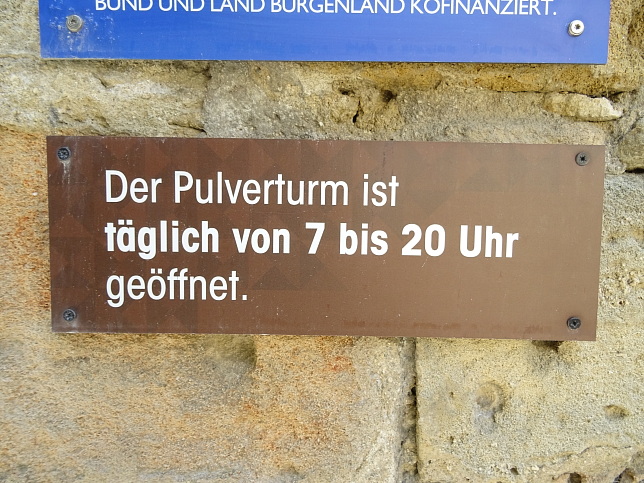 BUND UND LAND BURGENLAND KOFINANZIERT.
Der Pulverturm ist
täglich von 7 bis 20 Uhr
geöffnet.